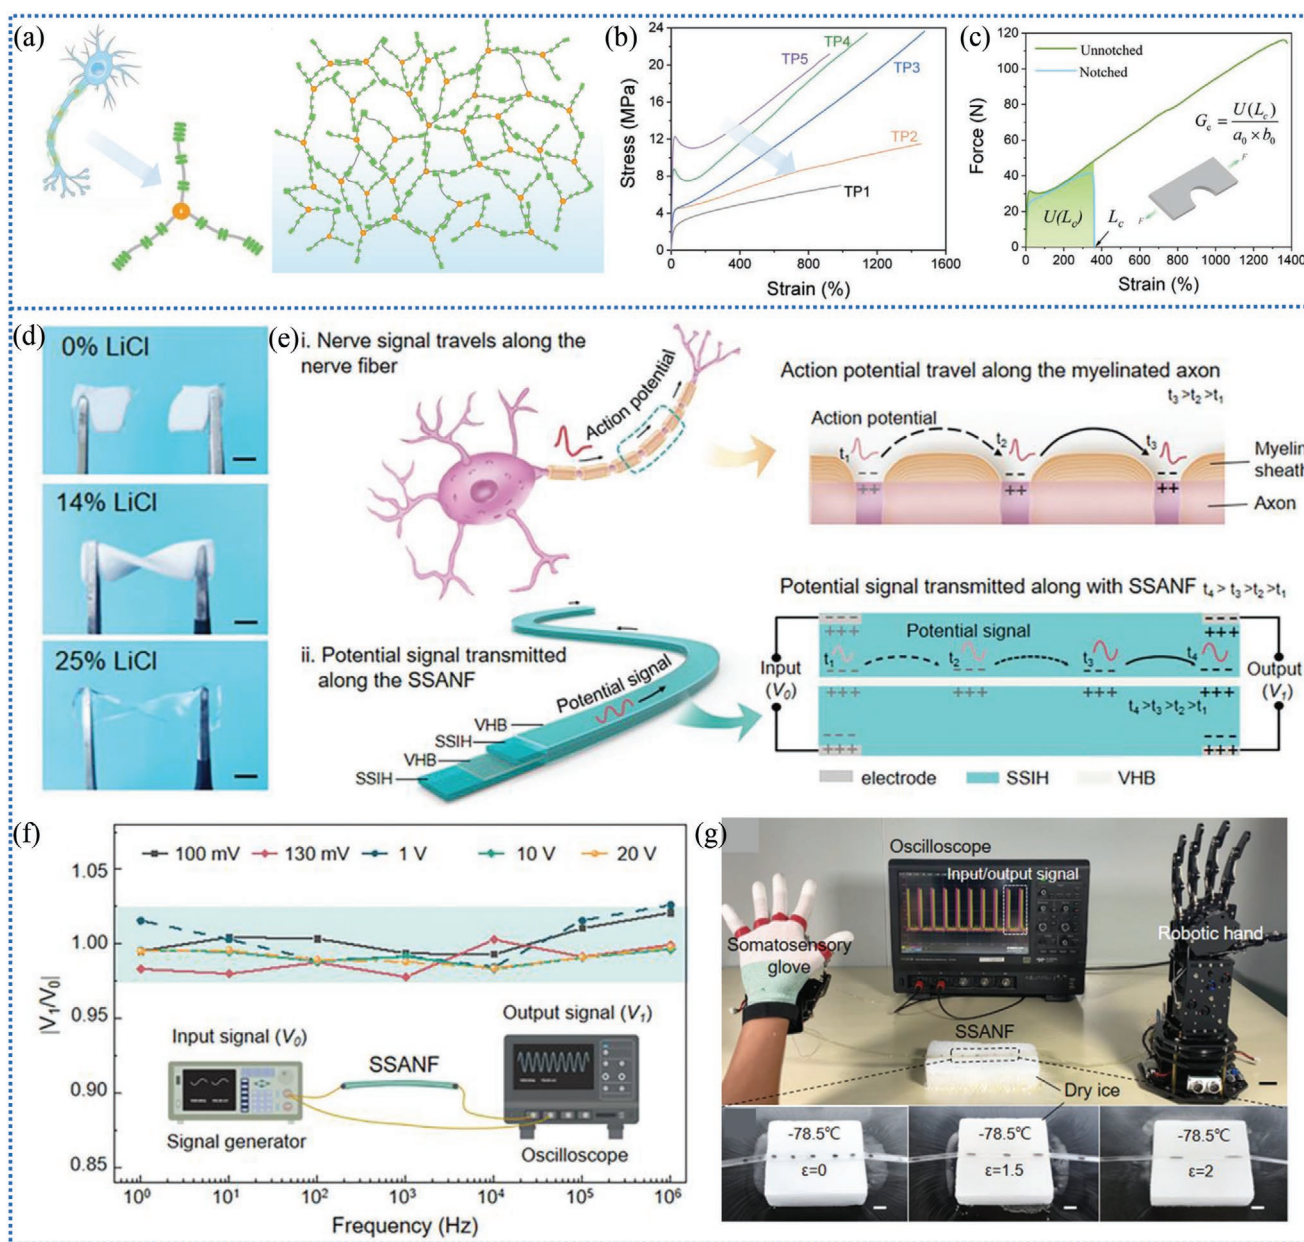 (a)
(b)
24
20
16
12
8
4
0
Stress (MPa)
TP5
TP4
TP3
TP2
TP1
0
400
800
1200
1600
Strain (%)
(c)
120
100
80
60
40
20
0
Force (N)
Unnotched
Notched
G_c = U(L_c) / a_0 × b_0
F
F
U(L_c)
L_c
0
200
400
600
800
1000
1200
1400
Strain (%)
(d)
0% LiCl
14% LiCl
25% LiCl
(e)
i. Nerve signal travels along the
nerve fiber
Action potential
Action potential travel along the myelinated axon
t₃ >t₂ >t₁
Action potential
t₁
t₂
t₃
– –
– –
– –
++
++
++
Myelin
sheath
Axon
ii. Potential signal transmitted
along the SSANF
Potential signal
VHB
SSIH
VHB
SSIH
Potential signal transmitted along with SSANF t₄ > t₃ >t₂ >t₁
– – –
– – –
+++
+++
Potential signal
t₁
t₂
t₃
t₄
Input
(V₀)
Output
(V₁)
– – –
– – –
– – –
+++
+++
+++
+++
t₄ >t₃ >t₂ >t₁
– – –
– – –
+++
+++
electrode
SSIH
VHB
(f)
1.05
1.00
0.95
0.90
0.85
|V₁/V₀|
100 mV
130 mV
1 V
10 V
20 V
Input signal (V₀)
Signal generator
SSANF
Output signal (V₁)
Oscilloscope
10⁰
10¹
10²
10³
10⁴
10⁵
10⁶
Frequency (Hz)
(g)
Oscilloscope
Input/output signal
Somatosensory
glove
Robotic hand
SSANF
Dry ice
-78.5℃
ε=0
-78.5℃
ε=1.5
-78.5℃
ε=2